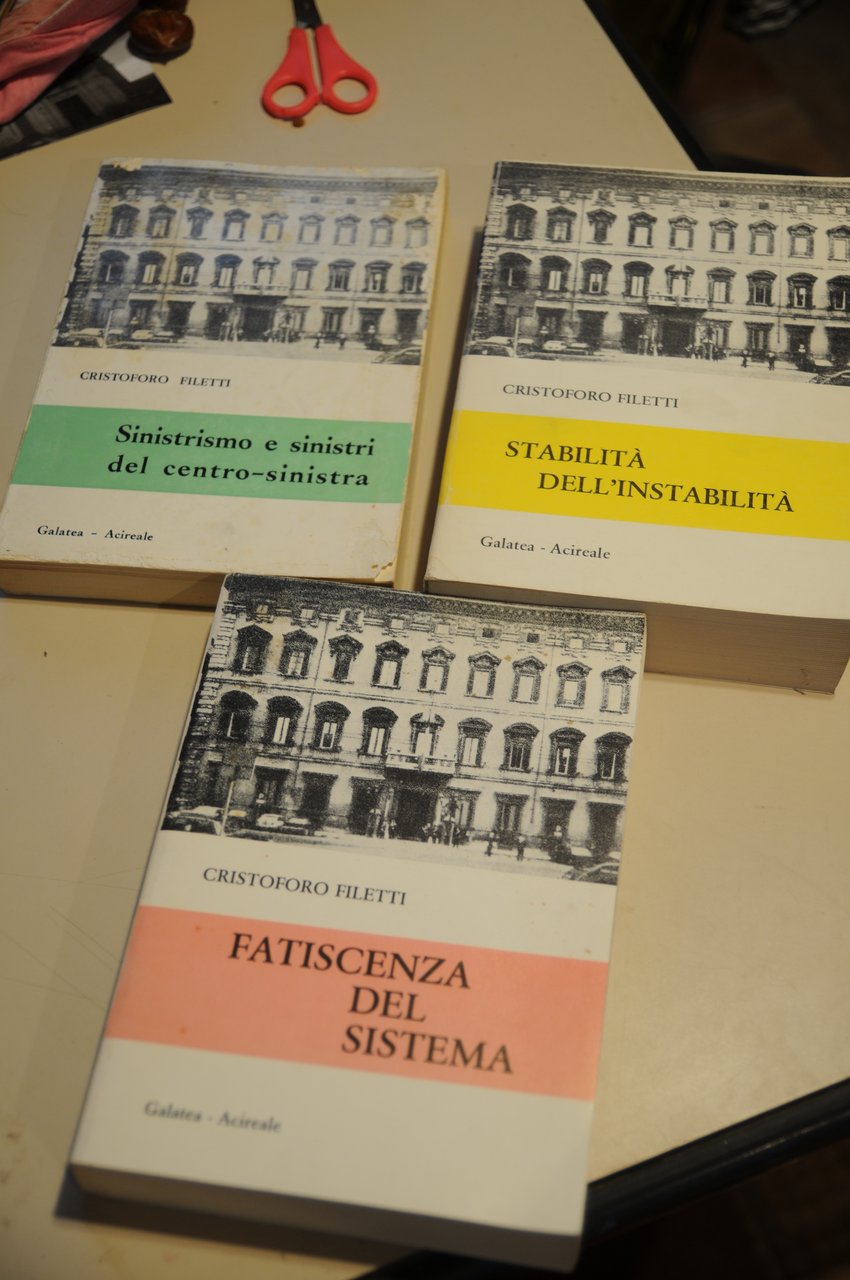 CRISTOFORO FILETTI
Sinistrismo e sinistri
del centro-sinistra
Galatea - Acireale
CRISTOFORO FILETTI
STABILITÀ
DELL'INSTABILITÀ
Galatea - Acireale
CRISTOFORO FILETTI
FATISCENZA
DEL
SISTEMA
Galatea - Acireale